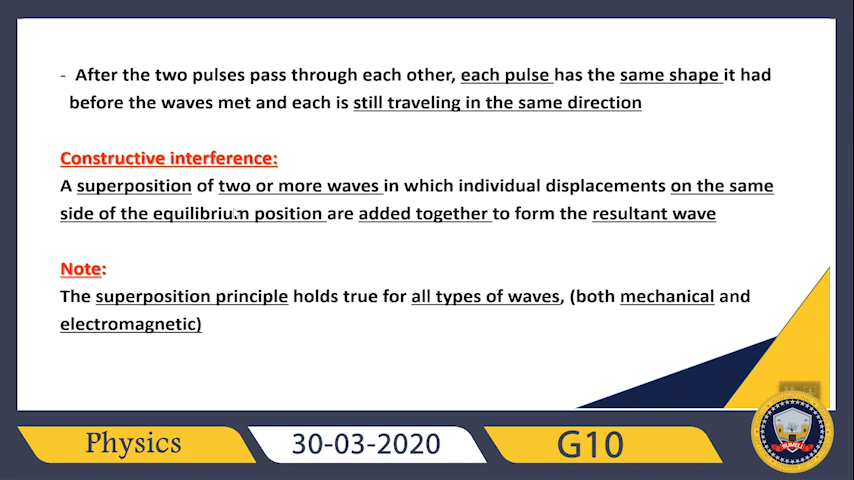 - After the two pulses pass through each other, each pulse has the same shape it had
before the waves met and each is still traveling in the same direction
Constructive interference:
A superposition of two or more waves in which individual displacements on the same
side of the equilibrium position are added together to form the resultant wave
Note:
The superposition principle holds true for all types of waves, (both mechanical and
electromagnetic)
Physics
30-03-2020
G10